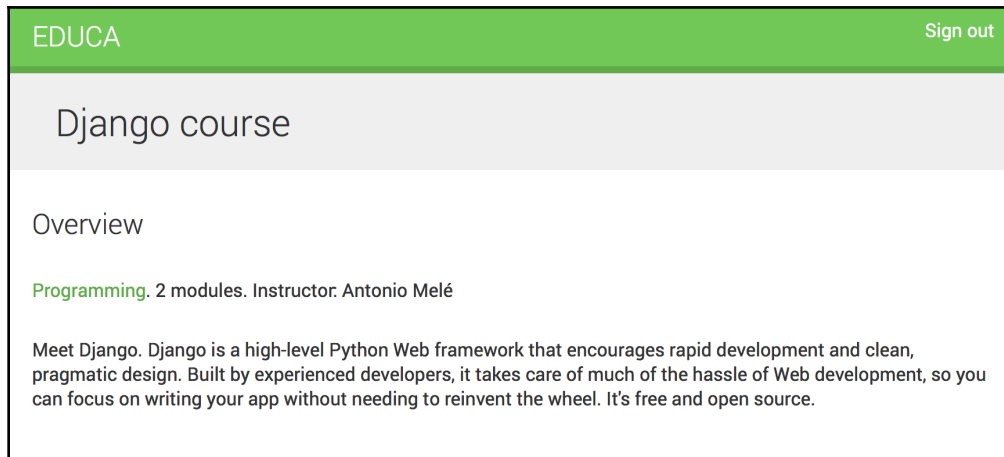 EDUCA
Sign out
Django course
Overview
Programming. 2 modules. Instructor: Antonio Melé
Meet Django. Django is a high-level Python Web framework that encourages rapid development and clean,
pragmatic design. Built by experienced developers, it takes care of much of the hassle of Web development, so you
can focus on writing your app without needing to reinvent the wheel. It's free and open source.